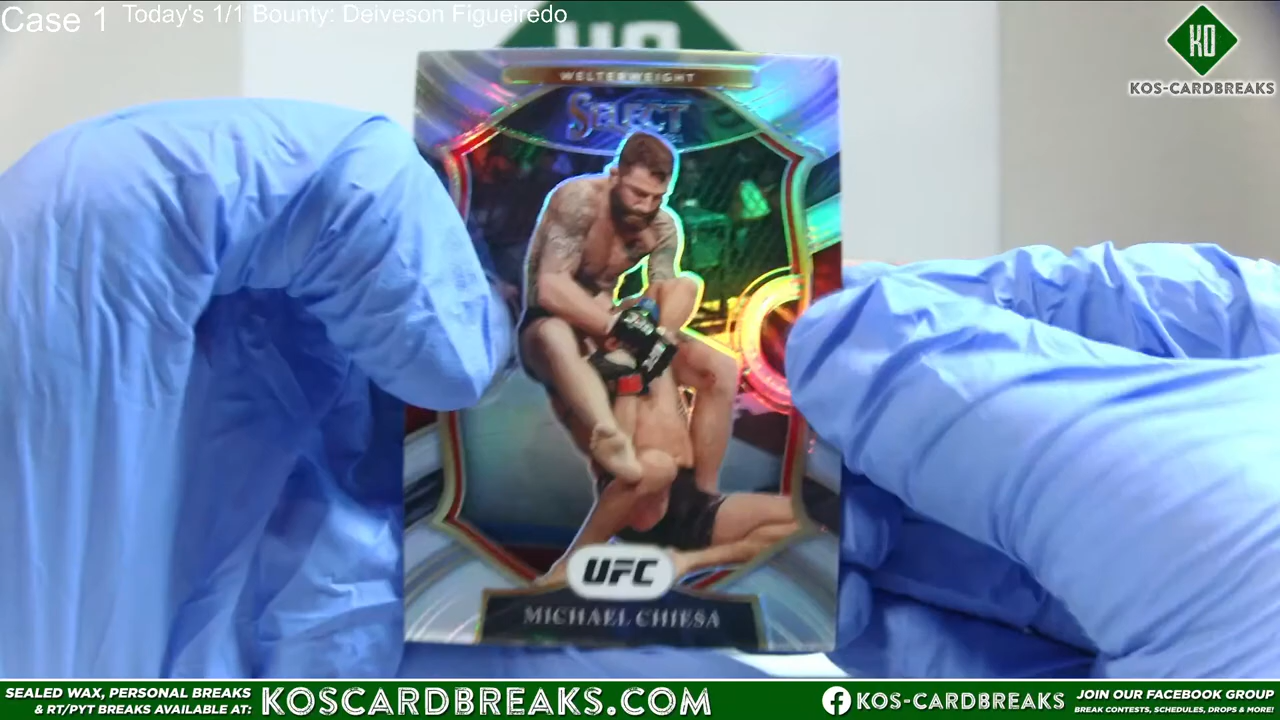 Case 1
Today's 1/1 Bounty: Deiveson Figueiredo
KO
KOS-CARDBREAKS
WELTERWEIGHT
SELECT
UFC
MICHAEL CHIESA
SEALED WAX, PERSONAL BREAKS
& RT/PYT BREAKS AVAILABLE AT:
KOSCARDBREAKS.COM
KOS-CARDBREAKS
JOIN OUR FACEBOOK GROUP
BREAK CONTESTS, SCHEDULES, DROPS & MORE!